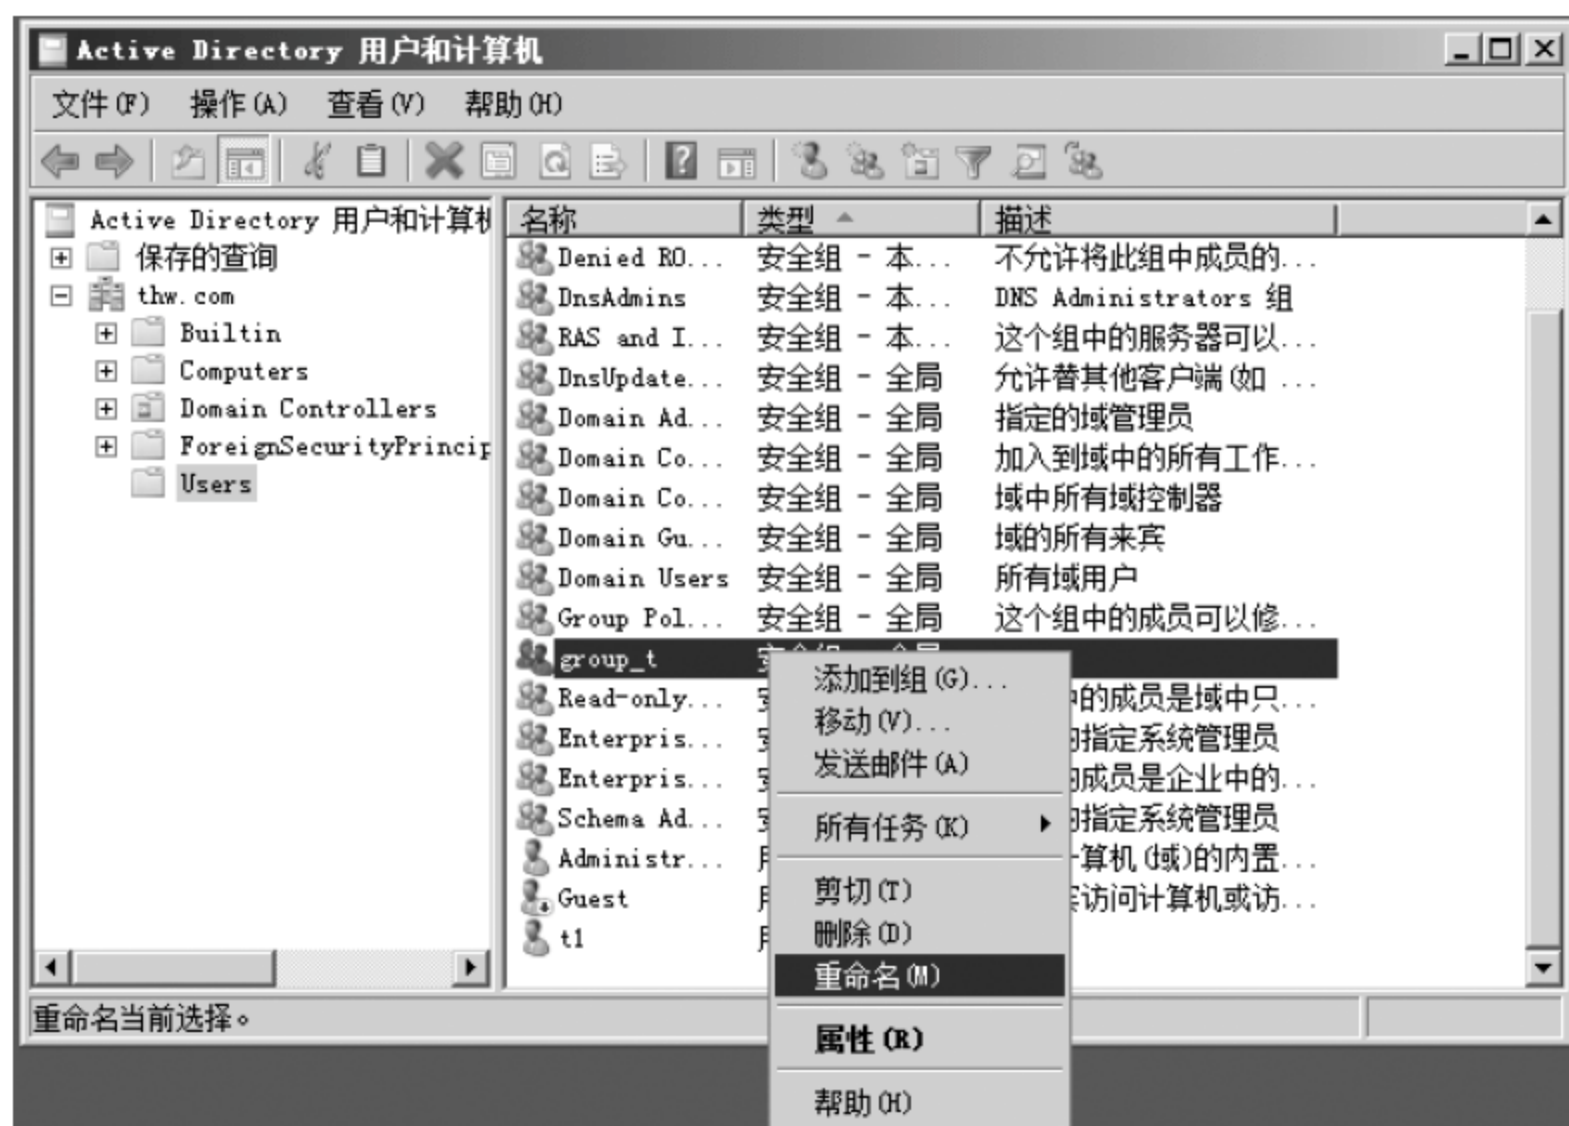 Active Directory 用户和计算机
文件(F) 操作(A) 查看(V) 帮助(H)
Active Directory 用户和计算机
保存的查询
thw.com
Builtin
Computers
Domain Controllers
ForeignSecurityPrincip
Users
名称 类型 描述
Denied RO... 安全组 - 本... 不允许将此组中成员的...
DnsAdmins 安全组 - 本... DNS Administrators 组
RAS and I... 安全组 - 本... 这个组中的服务器可以...
DnsUpdate... 安全组 - 全局 允许替其他客户端(如 ...
Domain Ad... 安全组 - 全局 指定的域管理员
Domain Co... 安全组 - 全局 加入到域中的所有工作...
Domain Co... 安全组 - 全局 域中所有域控制器
Domain Gu... 安全组 - 全局 域的所有来宾
Domain Users 安全组 - 全局 所有域用户
Group Pol... 安全组 - 全局 这个组中的成员可以修...
group_t 安全组 - 全局
Read-only... 中的成员是域中只...
Enterpris... 指定系统管理员
Enterpris... 成员是企业中的...
Schema Ad... 指定系统管理员
Administr... 算机(域)的内置...
Guest 访问计算机或访...
t1
添加到组(G)...
移动(V)...
发送邮件(A)
所有任务(K)
剪切(T)
删除(D)
重命名(M)
属性(R)
帮助(H)
重命名当前选择。